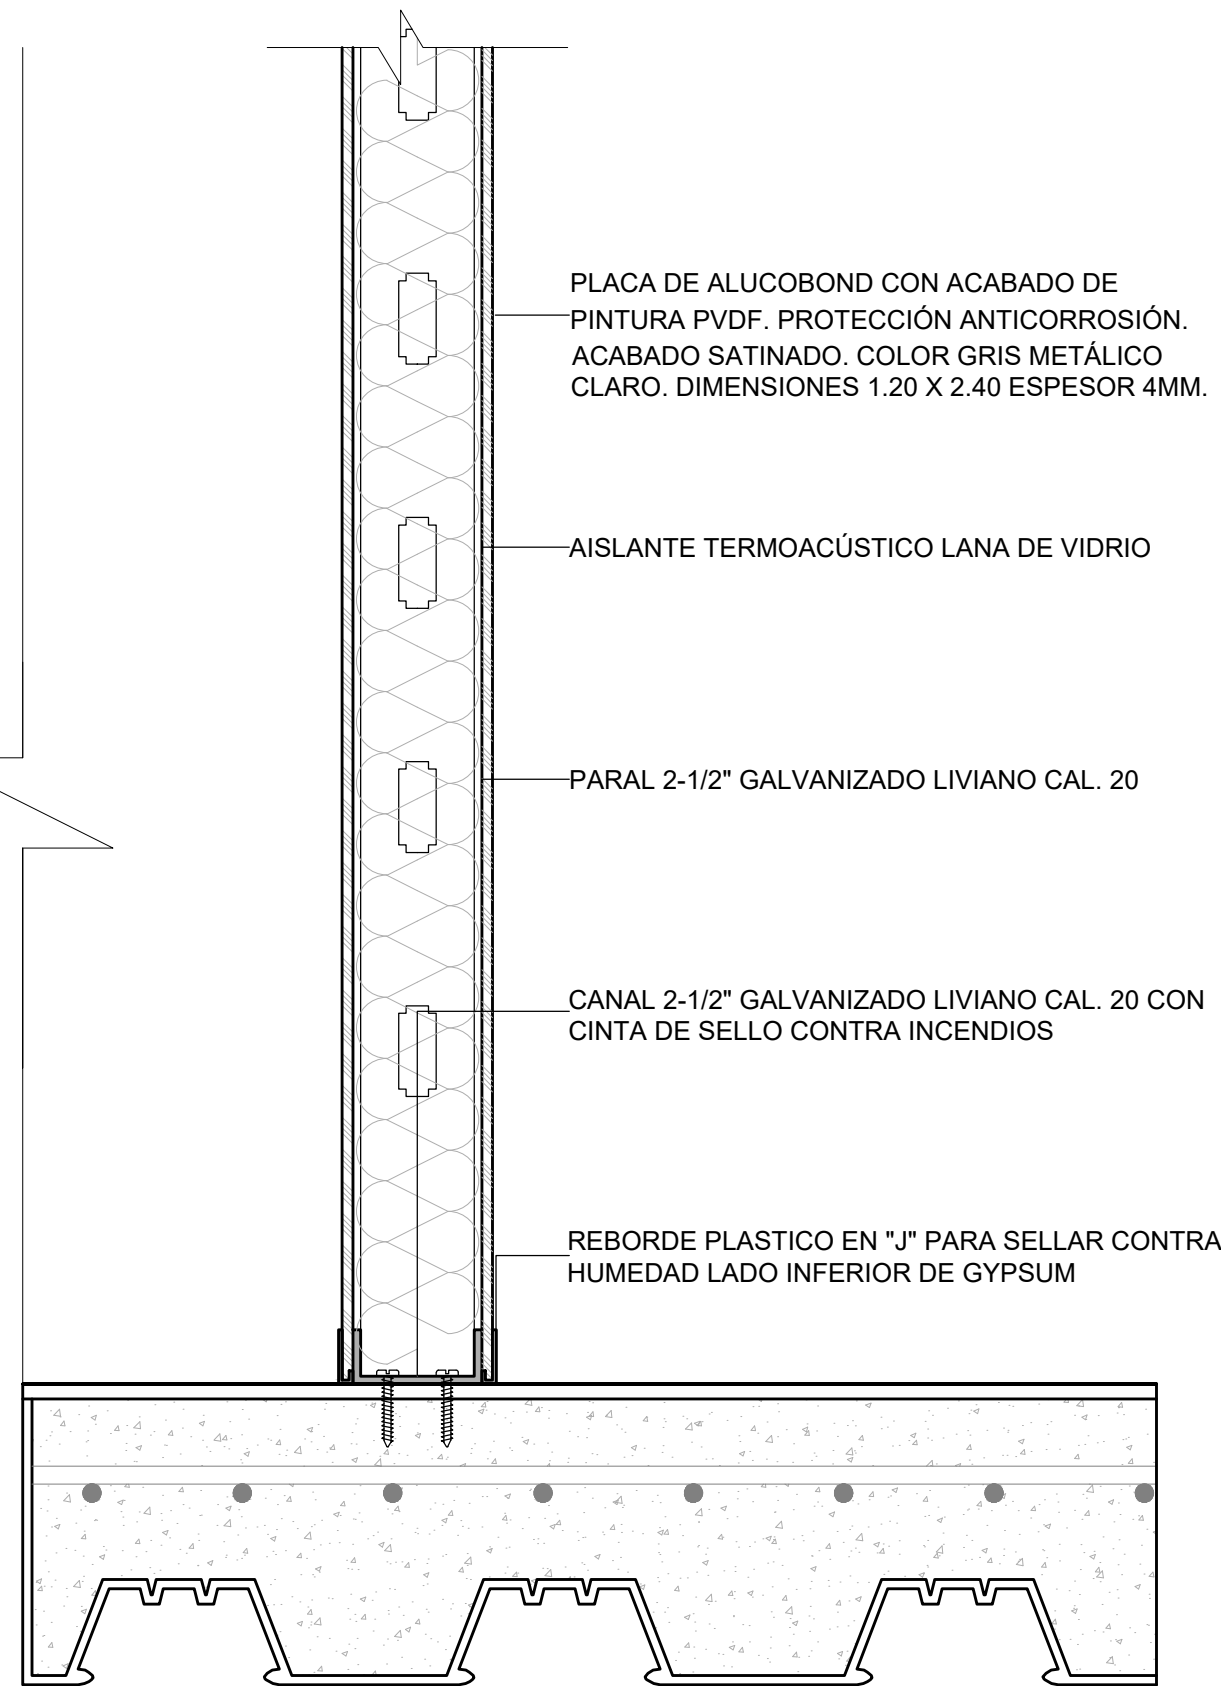 PLACA DE ALUCOBOND CON ACABADO DE
PINTURA PVDF. PROTECCIÓN ANTICORROSIÓN.
ACABADO SATINADO. COLOR GRIS METÁLICO
CLARO. DIMENSIONES 1.20 X 2.40 ESPESOR 4MM.
AISLANTE TERMOACÚSTICO LANA DE VIDRIO
PARAL 2-1/2" GALVANIZADO LIVIANO CAL. 20
CANAL 2-1/2" GALVANIZADO LIVIANO CAL. 20 CON
CINTA DE SELLO CONTRA INCENDIOS
REBORDE PLASTICO EN "J" PARA SELLAR CONTRA
HUMEDAD LADO INFERIOR DE GYPSUM